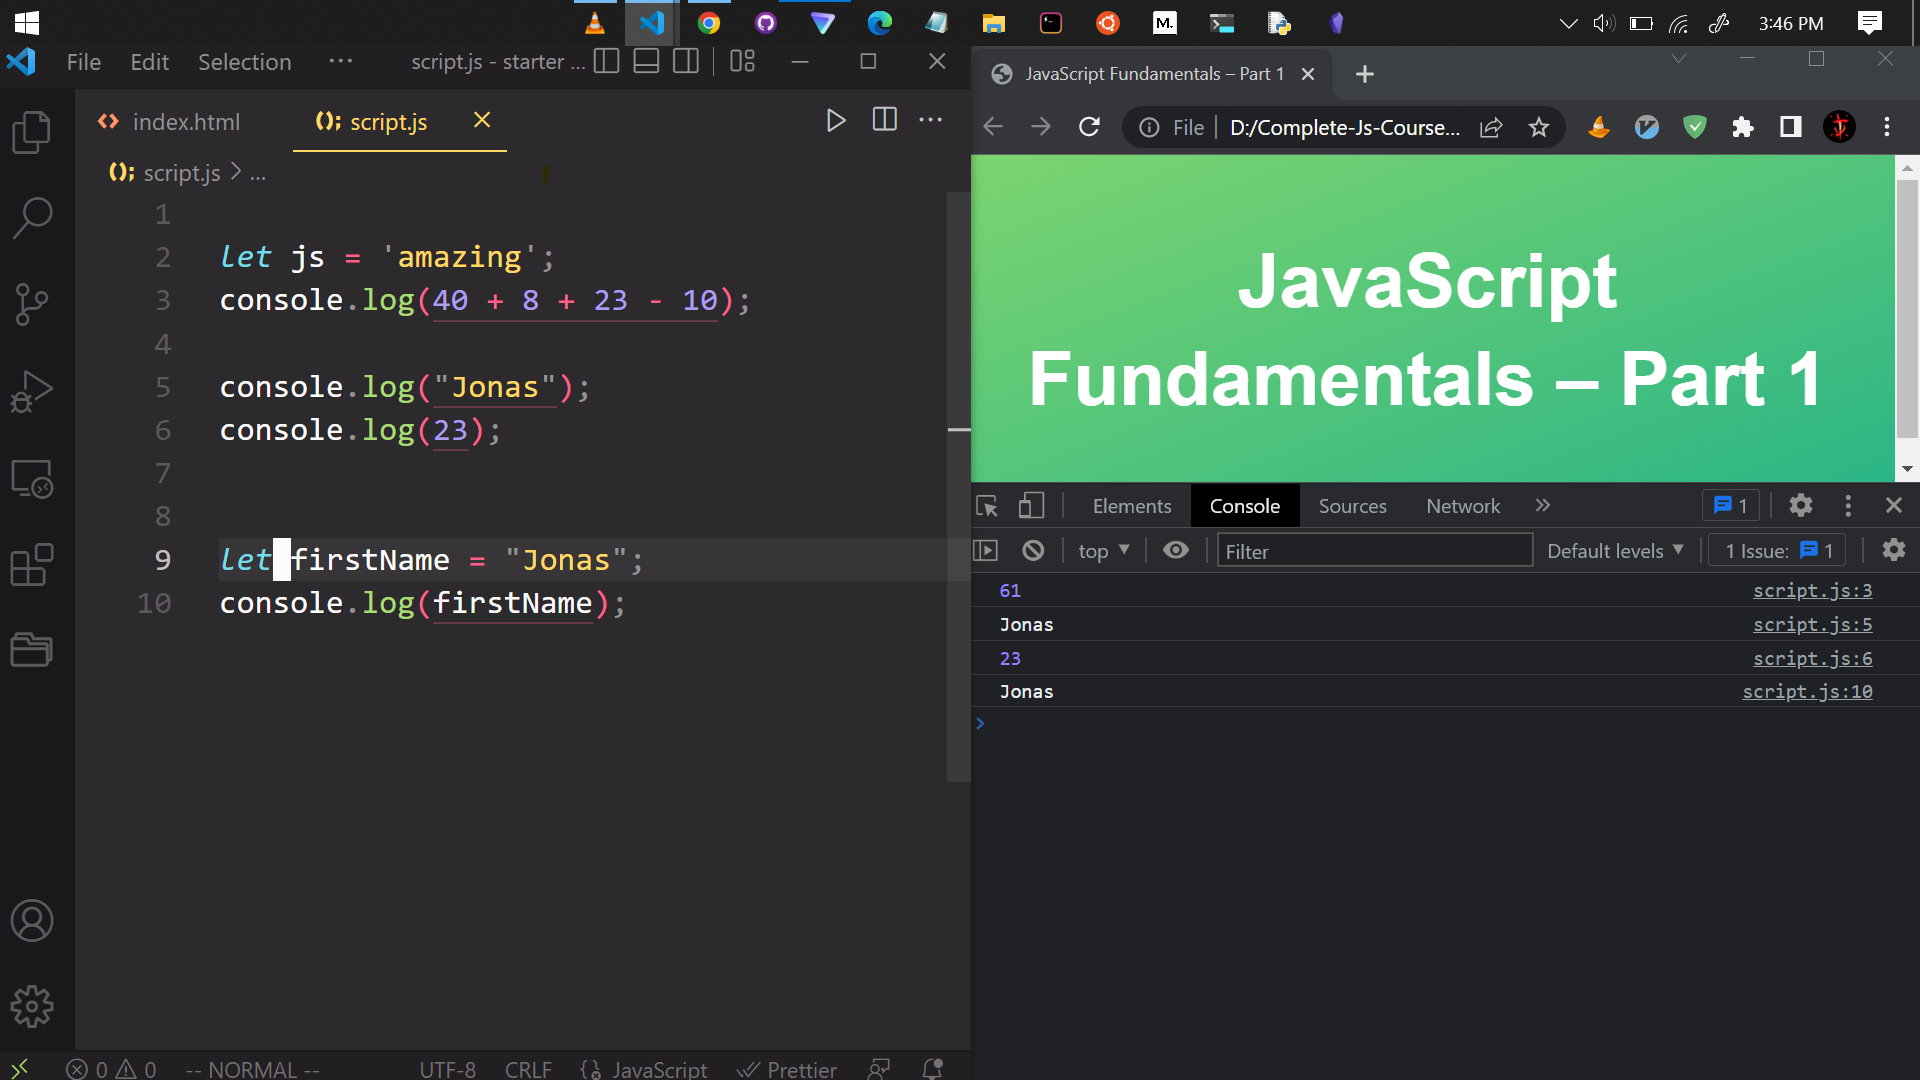 M.
3:46 PM
File Edit Selection ··· script.js - starter ...
index.html script.js
script.js > ...
1
2 let js = 'amazing';
3 console.log(40 + 8 + 23 - 10);
4
5 console.log("Jonas");
6 console.log(23);
7
8
9 let firstName = "Jonas";
10 console.log(firstName);
0 0 -- NORMAL -- UTF-8 CRLF JavaScript Prettier
JavaScript Fundamentals – Part 1
File D:/Complete-Js-Course...
JavaScript
Fundamentals – Part 1
Elements Console Sources Network » 1
top Filter Default levels 1 Issue: 1
61 script.js:3
Jonas script.js:5
23 script.js:6
Jonas script.js:10